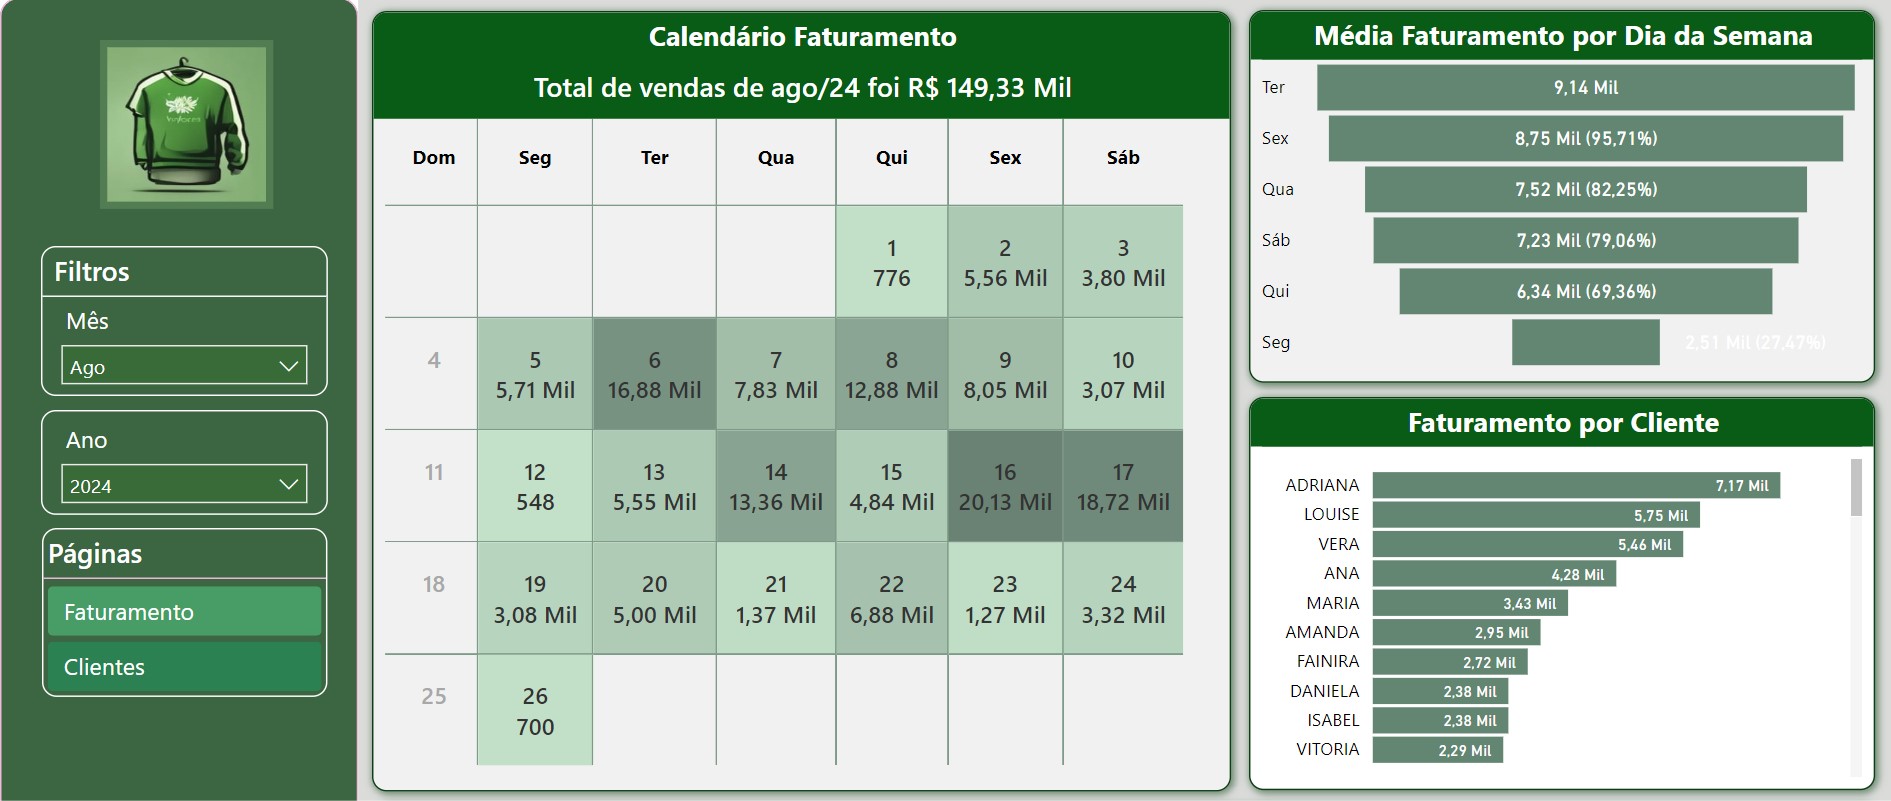 Filtros
Mês
Ago
Ano
2024
Páginas
Faturamento
Clientes
Calendário Faturamento
Total de vendas de ago/24 foi R$ 149,33 Mil
Dom Seg Ter Qua Qui Sex Sáb
1 2 3
776 5,56 Mil 3,80 Mil
4 5 6 7 8 9 10
5,71 Mil 16,88 Mil 7,83 Mil 12,88 Mil 8,05 Mil 3,07 Mil
11 12 13 14 15 16 17
548 5,55 Mil 13,36 Mil 4,84 Mil 20,13 Mil 18,72 Mil
18 19 20 21 22 23 24
3,08 Mil 5,00 Mil 1,37 Mil 6,88 Mil 1,27 Mil 3,32 Mil
25 26
700
Média Faturamento por Dia da Semana
Ter 9,14 Mil
Sex 8,75 Mil (95,71%)
Qua 7,52 Mil (82,25%)
Sáb 7,23 Mil (79,06%)
Qui 6,34 Mil (69,36%)
Seg 2,51 Mil (27,47%)
Faturamento por Cliente
ADRIANA 7,17 Mil
LOUISE 5,75 Mil
VERA 5,46 Mil
ANA 4,28 Mil
MARIA 3,43 Mil
AMANDA 2,95 Mil
FAINIRA 2,72 Mil
DANIELA 2,38 Mil
ISABEL 2,38 Mil
VITORIA 2,29 Mil